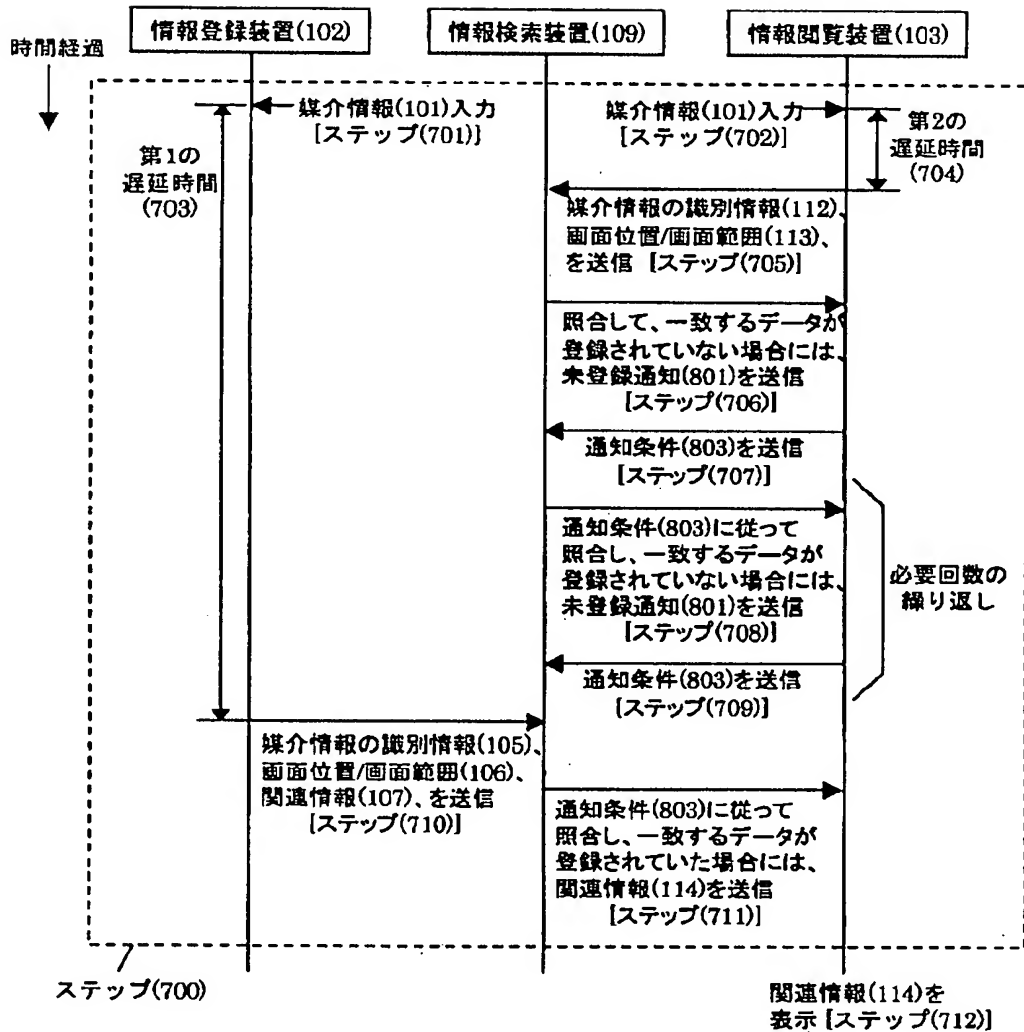 情報登録装置(102)
情報検索装置(109)
情報閲覧装置(103)
時間経過
媒介情報(101)入力
[ステップ(701)]
媒介情報(101)入力
[ステップ(702)]
第1の
遅延時間
(703)
第2の
遅延時間
(704)
媒介情報の識別情報(112)、
画面位置/画面範囲(113)、
を送信 [ステップ(705)]
照合して、一致するデータが
登録されていない場合には、
未登録通知(801)を送信
[ステップ(706)]
通知条件(803)を送信
[ステップ(707)]
通知条件(803)に従って
照合し、一致するデータが
登録されていない場合には、
未登録通知(801)を送信
[ステップ(708)]
必要回数の
繰り返し
通知条件(803)を送信
[ステップ(709)]
媒介情報の識別情報(105)、
画面位置/画面範囲(106)、
関連情報(107)、を送信
[ステップ(710)]
通知条件(803)に従って
照合し、一致するデータが
登録されていた場合には、
関連情報(114)を送信
[ステップ(711)]
ステップ(700)
関連情報(114)を
表示 [ステップ(712)]